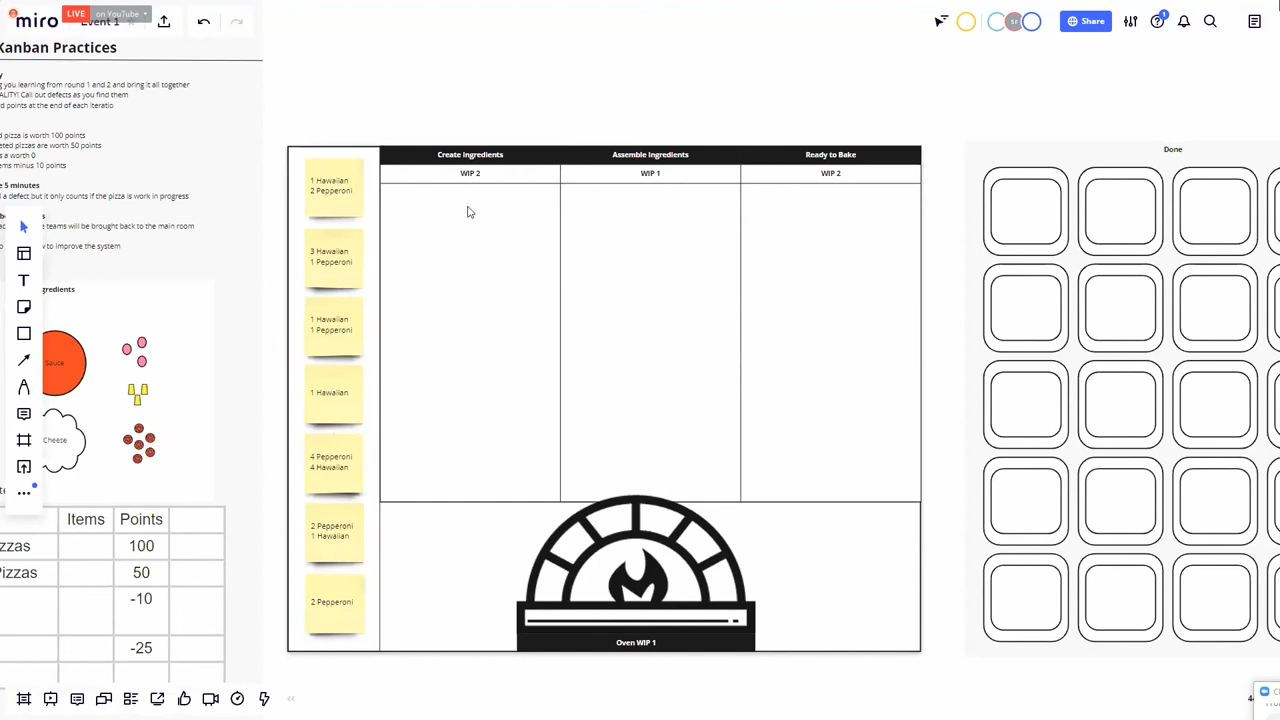 LIVE on YouTube
miro
Event 1
Share
1
sr
Kanban Practices
y
ng you learning from round 1 and 2 and bring it all together
ALITY! Call out defects as you find them
d points at the end of each iteratio
d pizza is worth 100 points
eted pizzas are worth 50 points
s a worth 0
ems minus 10 points
e 5 minutes
d a defect but it only counts if the pizza is work in progress
e teams will be brought back to the main room
w to improve the system
gredients
Sauce
Cheese
Items Points
zzas 100
Pizzas 50
-10
-25
1 Hawaiian
2 Pepperoni
3 Hawaiian
1 Pepperoni
1 Hawaiian
1 Pepperoni
1 Hawaiian
4 Pepperoni
4 Hawaiian
2 Pepperoni
1 Hawaiian
2 Pepperoni
Create Ingredients Assemble Ingredients Ready to Bake
WIP 2 WIP 1 WIP 2
Oven WIP 1
Done